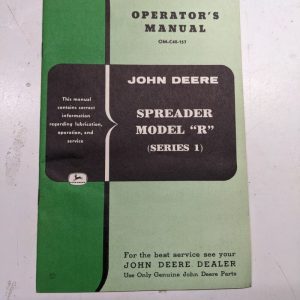 OPERATOR'S
MANUAL
OM-C48-157
JOHN DEERE
This manual
contains correct
information
regarding lubrication,
operation, and
service
SPREADER
MODEL "R"
(SERIES 1)
For the best service see your
JOHN DEERE DEALER
Use Only Genuine John Deere Parts